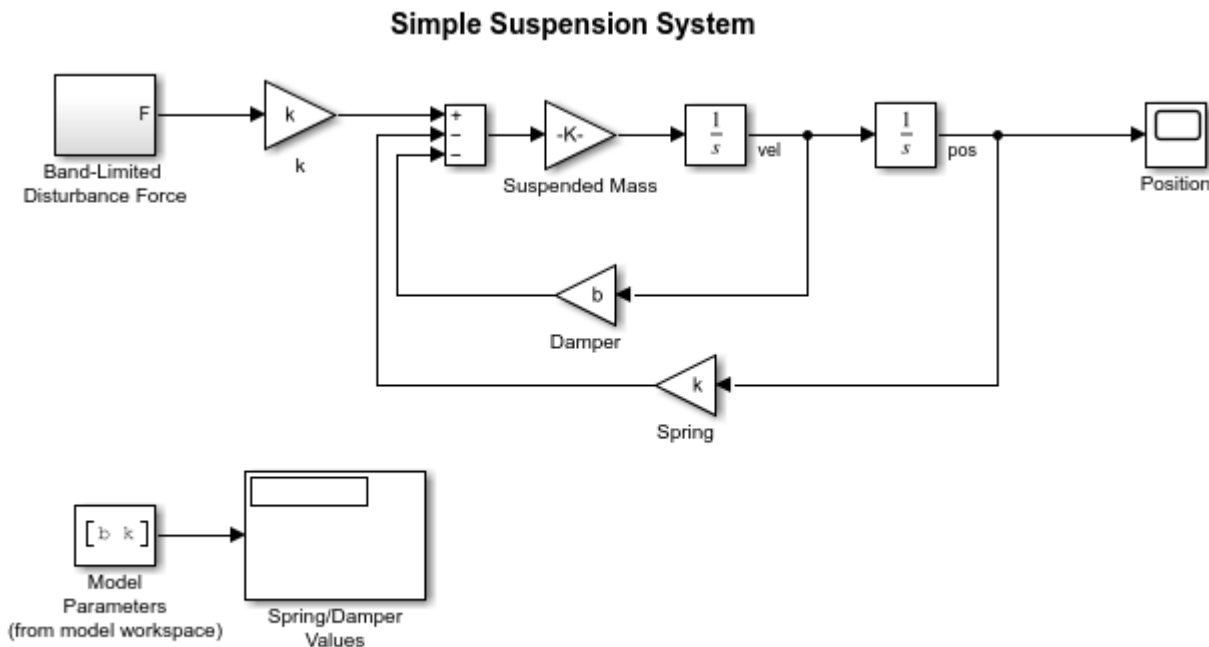 Simple Suspension System
F
Band-Limited
Disturbance Force
k
k
+
−
−
-K-
Suspended Mass
1
s
vel
1
s
pos
Position
b
Damper
k
Spring
[b k]
Model
Parameters
(from model workspace)
Spring/Damper
Values